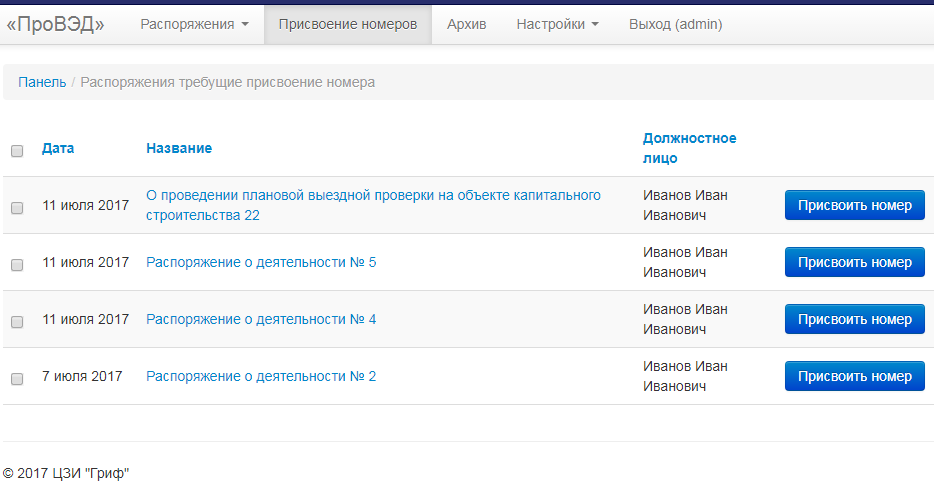 «ПроВЭД» Распоряжения Присвоение номеров Архив Настройки Выход (admin)
Панель / Распоряжения требущие присвоение номера
Дата Название Должностное
лицо
11 июля 2017 О проведении плановой выездной проверки на объекте капитального
строительства 22
Иванов Иван
Иванович
Присвоить номер
11 июля 2017 Распоряжение о деятельности № 5
Иванов Иван
Иванович
Присвоить номер
11 июля 2017 Распоряжение о деятельности № 4
Иванов Иван
Иванович
Присвоить номер
7 июля 2017 Распоряжение о деятельности № 2
Иванов Иван
Иванович
Присвоить номер
© 2017 ЦЗИ "Гриф"